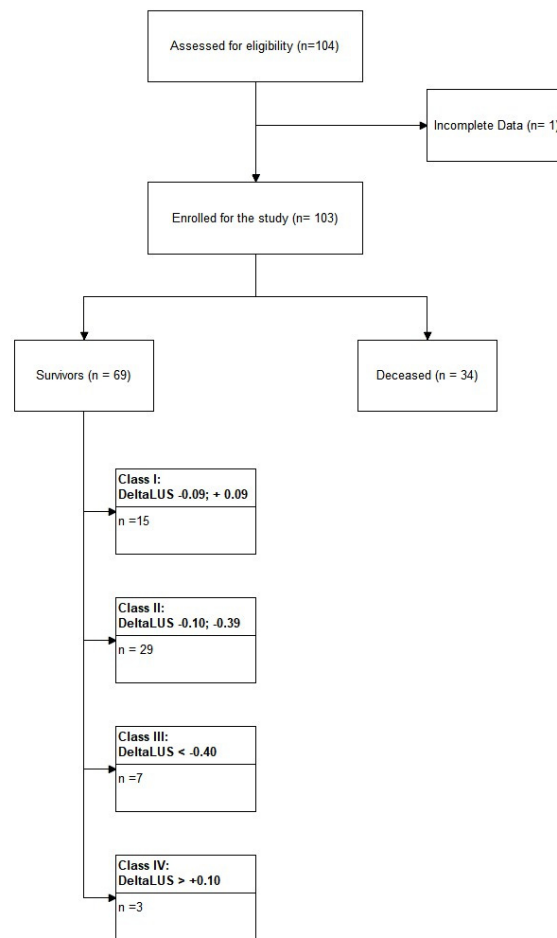 Assessed for eligibility (n=104)
Incomplete Data (n= 1)
Enrolled for the study (n= 103)
Survivors (n = 69)
Deceased (n = 34)
Class I:
DeltaLUS -0.09; + 0.09
n =15
Class II:
DeltaLUS -0.10; -0.39
n = 29
Class III:
DeltaLUS < -0.40
n =7
Class IV:
DeltaLUS > +0.10
n =3